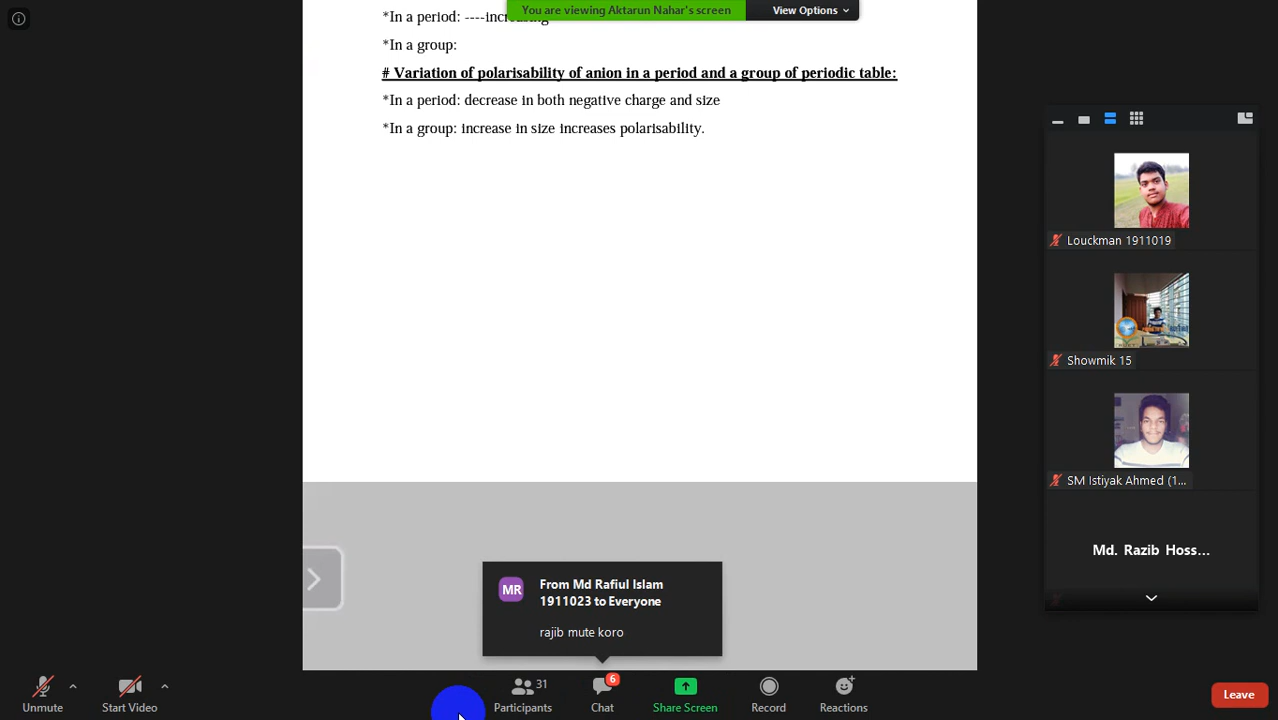 You are viewing Aktarun Nahar's screen
View Options
*In a period: ----increasing
*In a group:
# Variation of polarisability of anion in a period and a group of periodic table:
*In a period: decrease in both negative charge and size
*In a group: increase in size increases polarisability.
Louckman 1911019
Showmik 15
SM Istiyak Ahmed (1...
Md. Razib Hoss...
MR
From Md Rafiul Islam
1911023 to Everyone
rajib mute koro
Unmute
Start Video
31
Participants
6
Chat
Share Screen
Record
Reactions
Leave